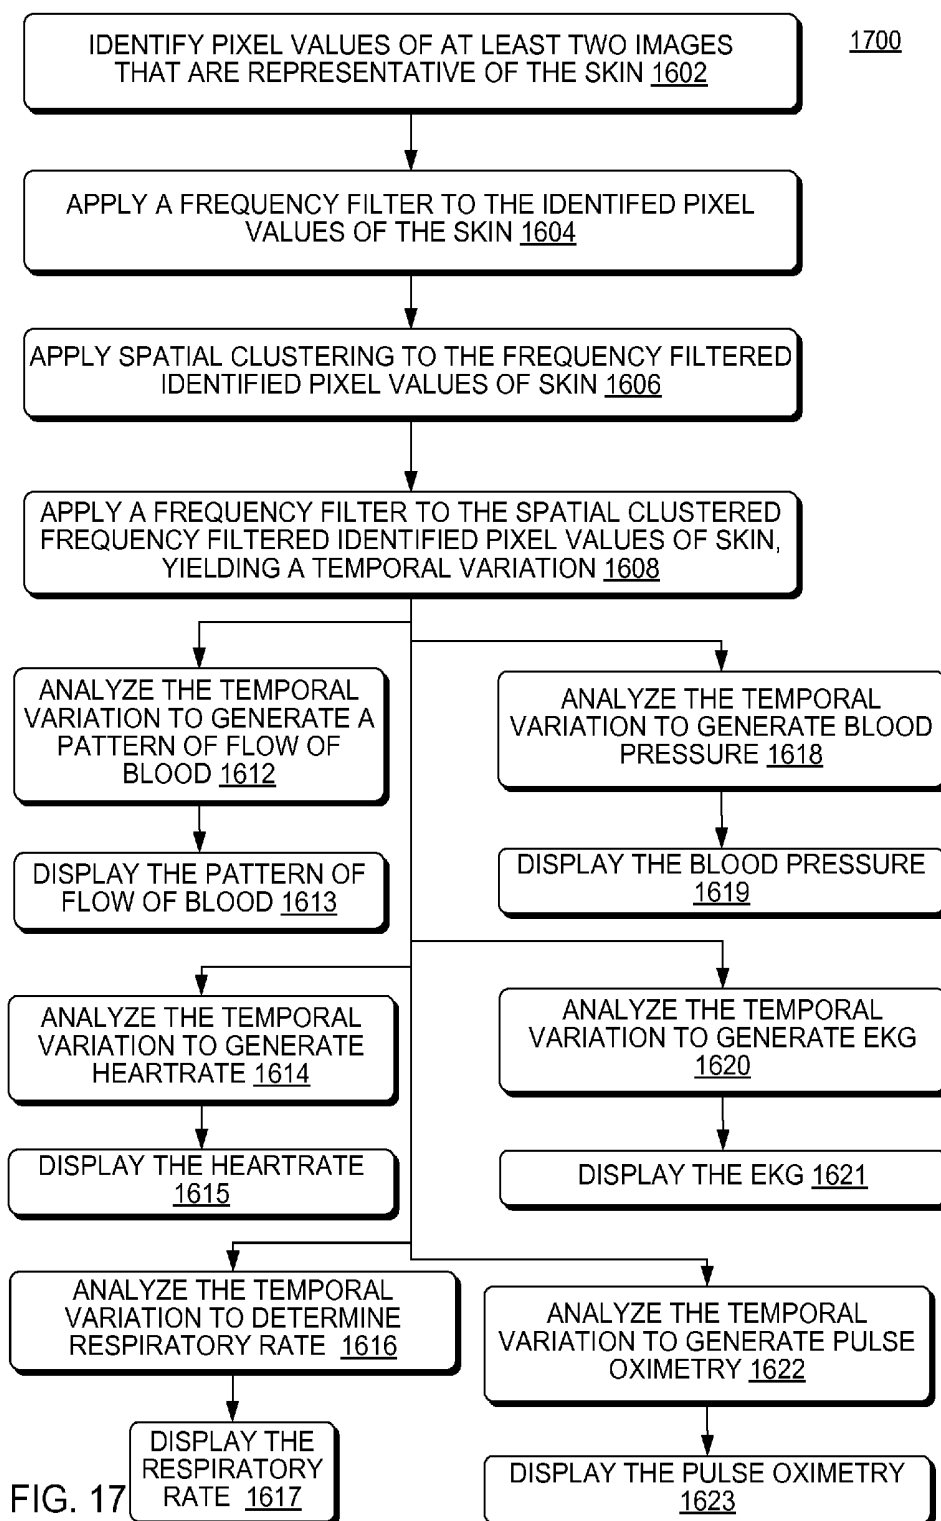 IDENTIFY PIXEL VALUES OF AT LEAST TWO IMAGES
THAT ARE REPRESENTATIVE OF THE SKIN 1602
1700
APPLY A FREQUENCY FILTER TO THE IDENTIFED PIXEL
VALUES OF THE SKIN 1604
APPLY SPATIAL CLUSTERING TO THE FREQUENCY FILTERED
IDENTIFIED PIXEL VALUES OF SKIN 1606
APPLY A FREQUENCY FILTER TO THE SPATIAL CLUSTERED
FREQUENCY FILTERED IDENTIFIED PIXEL VALUES OF SKIN,
YIELDING A TEMPORAL VARIATION 1608
ANALYZE THE TEMPORAL
VARIATION TO GENERATE A
PATTERN OF FLOW OF
BLOOD 1612
DISPLAY THE PATTERN OF
FLOW OF BLOOD 1613
ANALYZE THE TEMPORAL
VARIATION TO GENERATE BLOOD
PRESSURE 1618
DISPLAY THE BLOOD PRESSURE
1619
ANALYZE THE TEMPORAL
VARIATION TO GENERATE
HEARTRATE 1614
DISPLAY THE HEARTRATE
1615
ANALYZE THE TEMPORAL
VARIATION TO GENERATE EKG
1620
DISPLAY THE EKG 1621
ANALYZE THE TEMPORAL
VARIATION TO DETERMINE
RESPIRATORY RATE 1616
DISPLAY THE
RESPIRATORY
RATE 1617
ANALYZE THE TEMPORAL
VARIATION TO GENERATE PULSE
OXIMETRY 1622
DISPLAY THE PULSE OXIMETRY
1623
FIG. 17